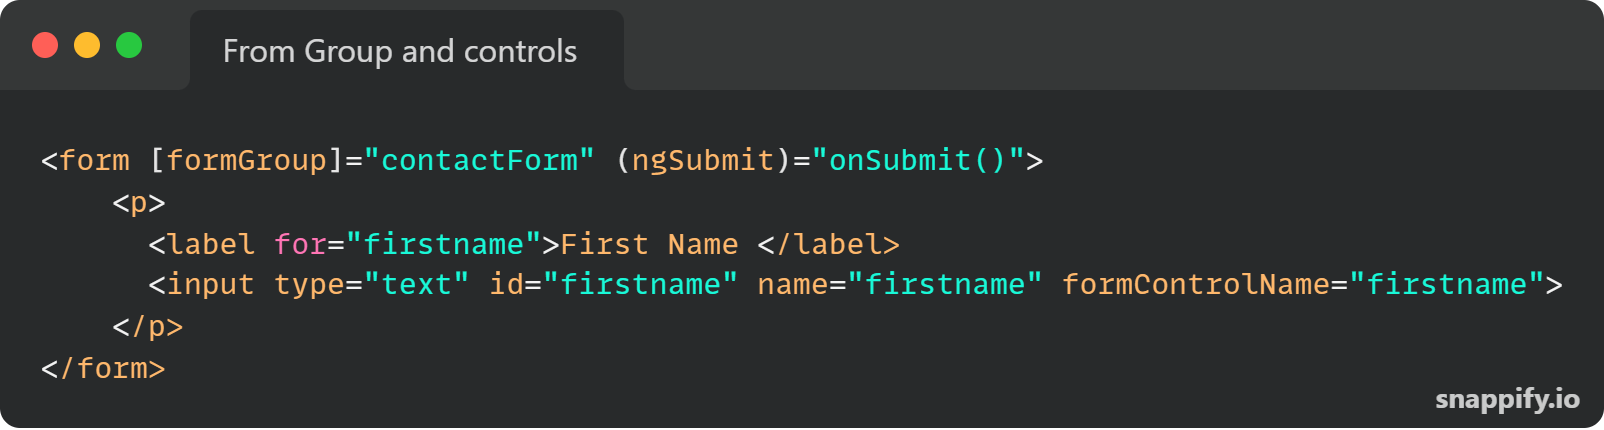 From Group and controls
<form [formGroup]="contactForm" (ngSubmit)="onSubmit()">
    <p>
      <label for="firstname">First Name </label>
      <input type="text" id="firstname" name="firstname" formControlName="firstname">
    </p>
</form>
snappify.io